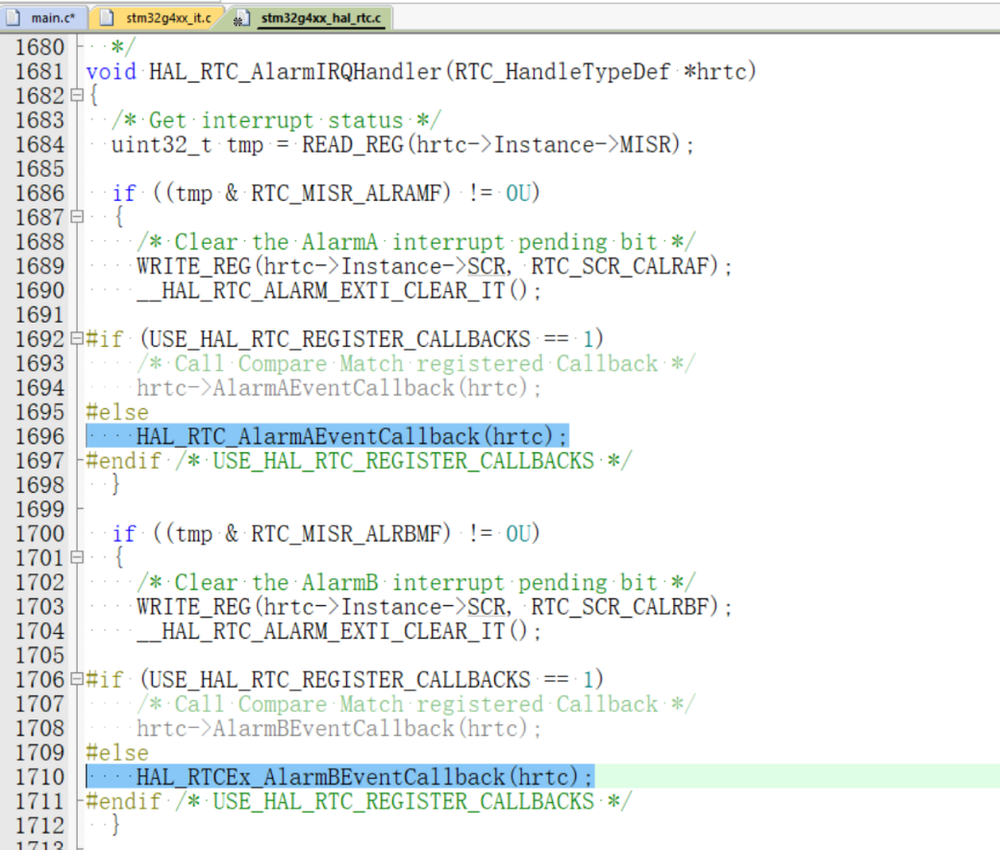 main.c* stm32g4xx_it.c stm32g4xx_hal_rtc.c
1680 */
1681 void HAL_RTC_AlarmIRQHandler(RTC_HandleTypeDef *hrtc)
1682 {
1683 /* Get interrupt status */
1684 uint32_t tmp = READ_REG(hrtc->Instance->MISR);
1685
1686 if ((tmp & RTC_MISR_ALRAMF) != 0U)
1687 {
1688 /* Clear the AlarmA interrupt pending bit */
1689 WRITE_REG(hrtc->Instance->SCR, RTC_SCR_CALRAF);
1690 __HAL_RTC_ALARM_EXTI_CLEAR_IT();
1691
1692 #if (USE_HAL_RTC_REGISTER_CALLBACKS == 1)
1693 /* Call Compare Match registered Callback */
1694 hrtc->AlarmAEventCallback(hrtc);
1695 #else
1696 HAL_RTC_AlarmAEventCallback(hrtc);
1697 #endif /* USE_HAL_RTC_REGISTER_CALLBACKS */
1698 }
1699
1700 if ((tmp & RTC_MISR_ALRBMF) != 0U)
1701 {
1702 /* Clear the AlarmB interrupt pending bit */
1703 WRITE_REG(hrtc->Instance->SCR, RTC_SCR_CALRBF);
1704 __HAL_RTC_ALARM_EXTI_CLEAR_IT();
1705
1706 #if (USE_HAL_RTC_REGISTER_CALLBACKS == 1)
1707 /* Call Compare Match registered Callback */
1708 hrtc->AlarmBEventCallback(hrtc);
1709 #else
1710 HAL_RTCEx_AlarmBEventCallback(hrtc);
1711 #endif /* USE_HAL_RTC_REGISTER_CALLBACKS */
1712 }
1713